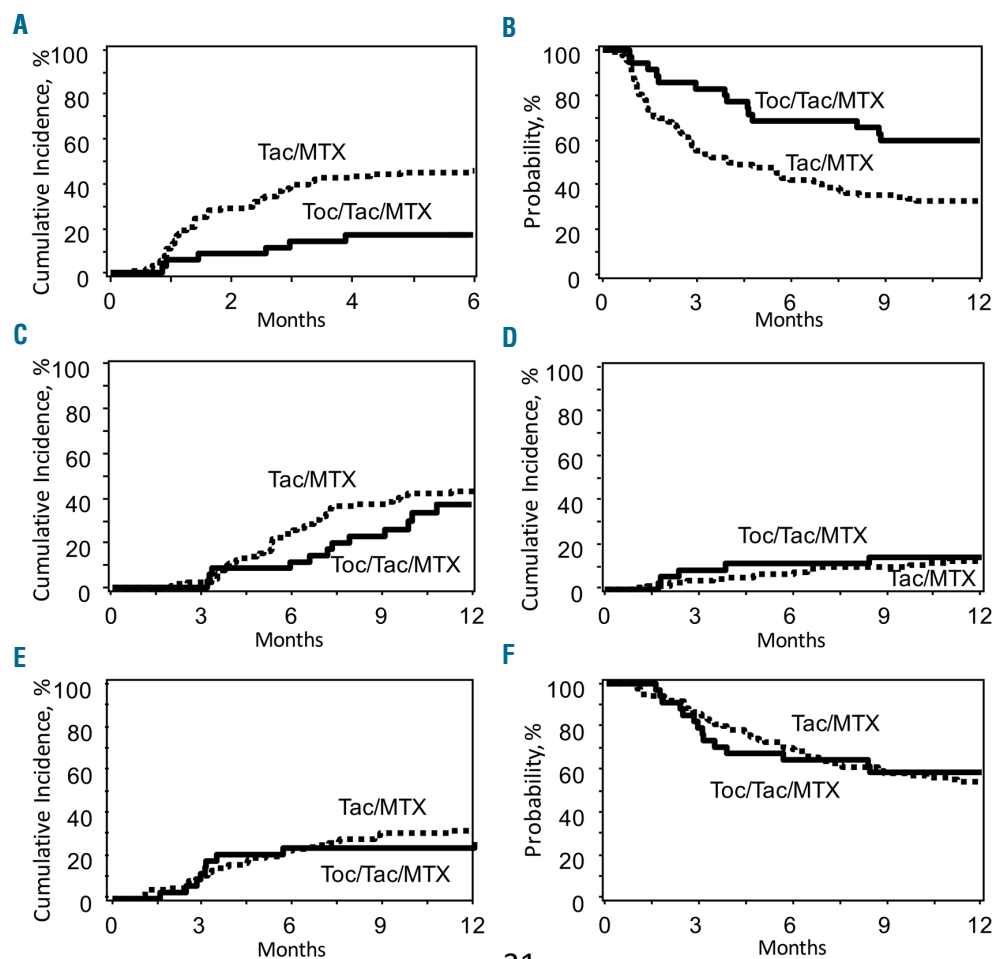 A
Cumulative Incidence, %
100
80
60
40
20
0
Tac/MTX
Toc/Tac/MTX
0 2 4 6
Months
B
Probability, %
100
80
60
40
20
0
Toc/Tac/MTX
Tac/MTX
0 3 6 9 12
Months
C
Cumulative Incidence, %
100
80
60
40
20
0
Tac/MTX
Toc/Tac/MTX
0 3 6 9 12
Months
D
Cumulative Incidence, %
100
80
60
40
20
0
Toc/Tac/MTX
Tac/MTX
0 3 6 9 12
Months
E
Cumulative Incidence, %
100
80
60
40
20
0
Tac/MTX
Toc/Tac/MTX
0 3 6 9 12
Months
F
Probability, %
100
80
60
40
20
0
Tac/MTX
Toc/Tac/MTX
0 3 6 9 12
Months